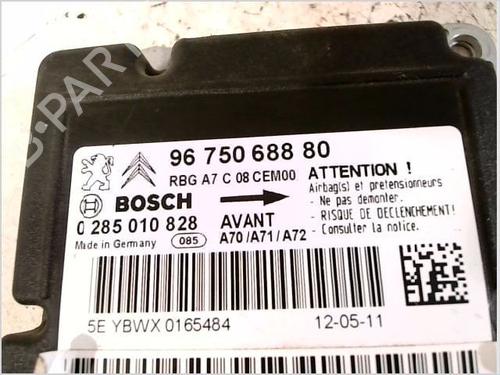 96 750 688 80
RBG A7 C 08 CEM00
BOSCH
0 285 010 828
Made in Germany
085
AVANT
A70/A71/A72
ATTENTION !
Airbag(s) et pretensionneurs
- Ne pas demonter.
- RISQUE DE DECLENCHEMENT!
- Consulter la notice.
5E YBWX 0165484
12-05-11
B-PARTS